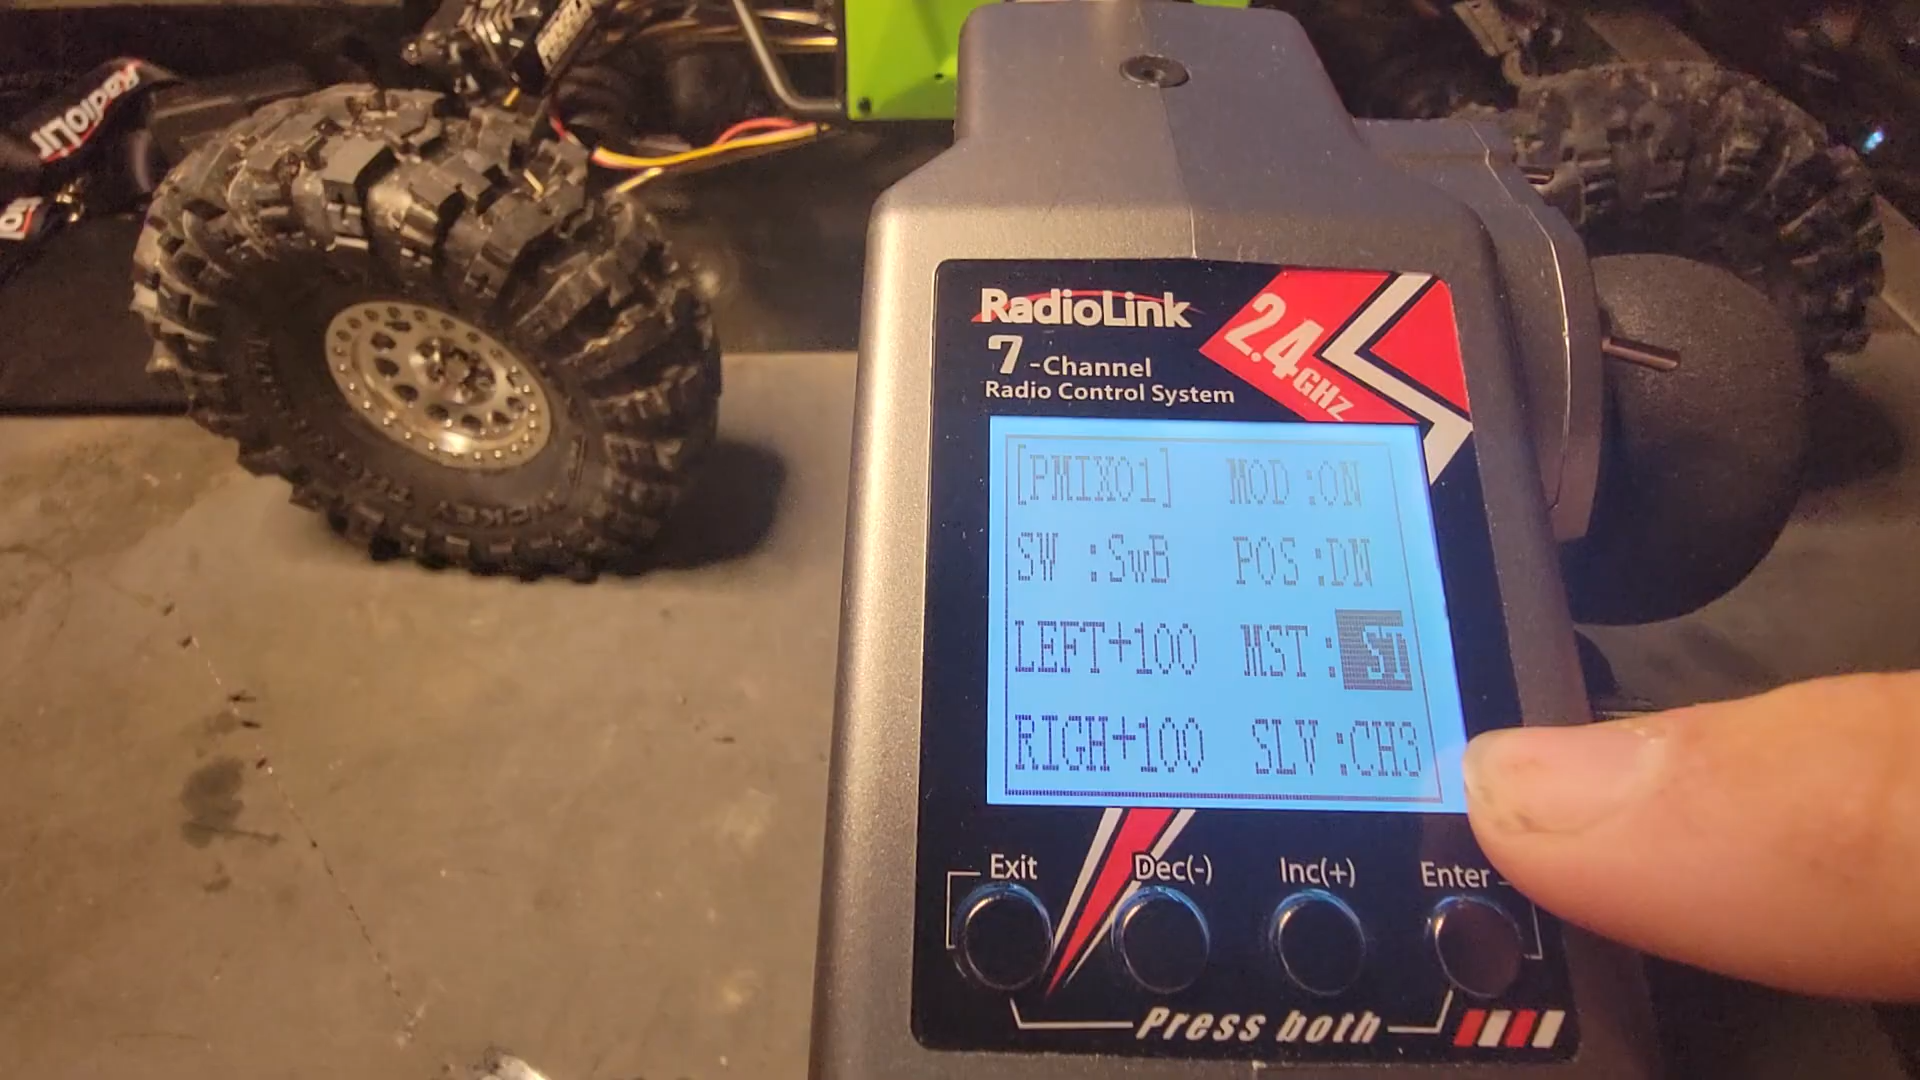 RadioLink
RadioLink
7-Channel
Radio Control System
2.4GHz
[PMIX01] MOD :ON
SW :SwB POS :DN
LEFT+100 MST: ST
RIGH+100 SLV :CH3
Exit Dec(-) Inc(+) Enter
Press both